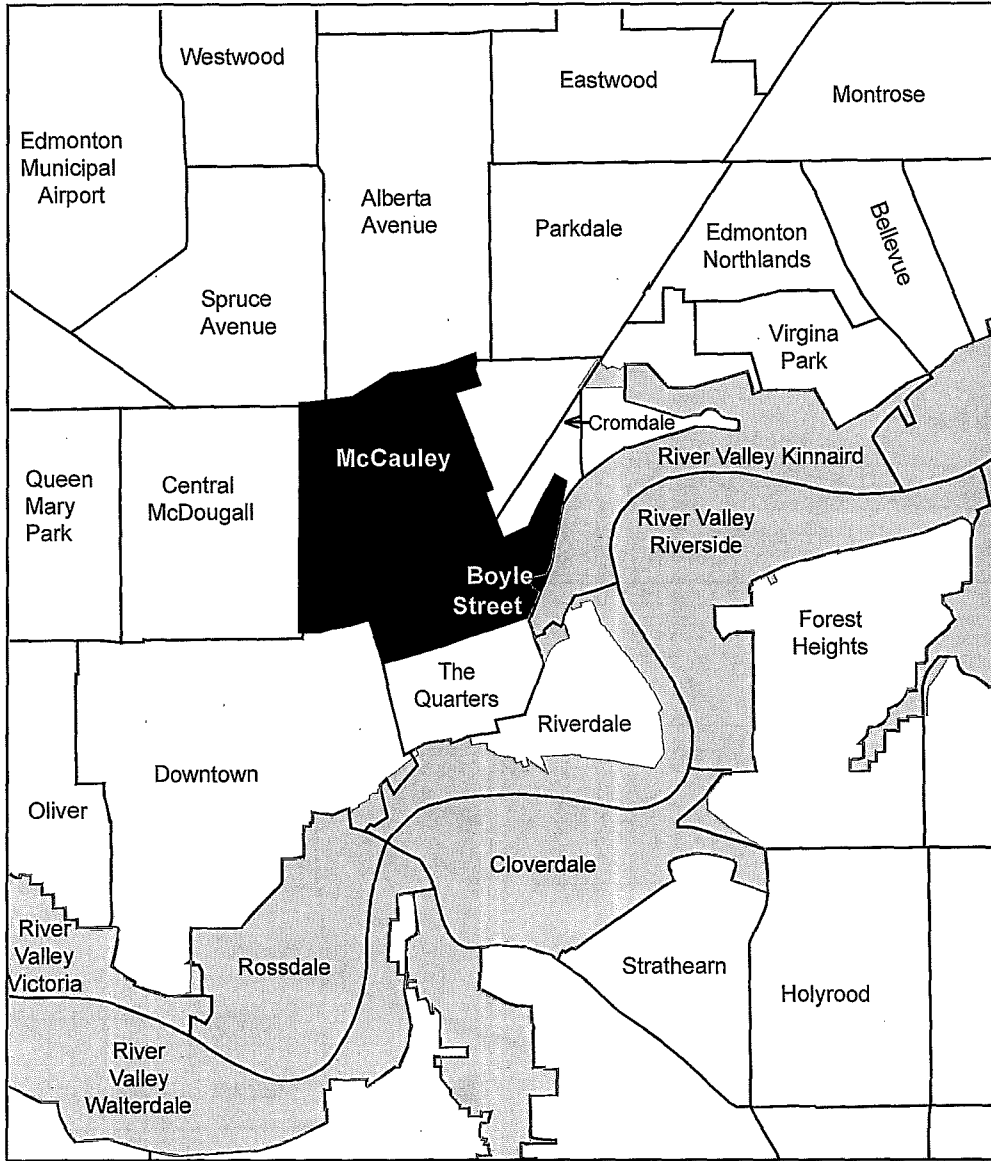 Westwood
Eastwood
Montrose
Edmonton
Municipal
Airport
Alberta
Avenue
Parkdale
Edmonton
Northlands
Bellevue
Spruce
Avenue
Virgina
Park
Cromdale
McCauley
River Valley Kinnaird
Queen
Mary
Park
Central
McDougall
River Valley
Riverside
Boyle
Street
Forest
Heights
The
Quarters
Riverdale
Downtown
Oliver
Cloverdale
River
Valley
Victoria
Rossdale
Strathearn
Holyrood
River
Valley
Walterdale